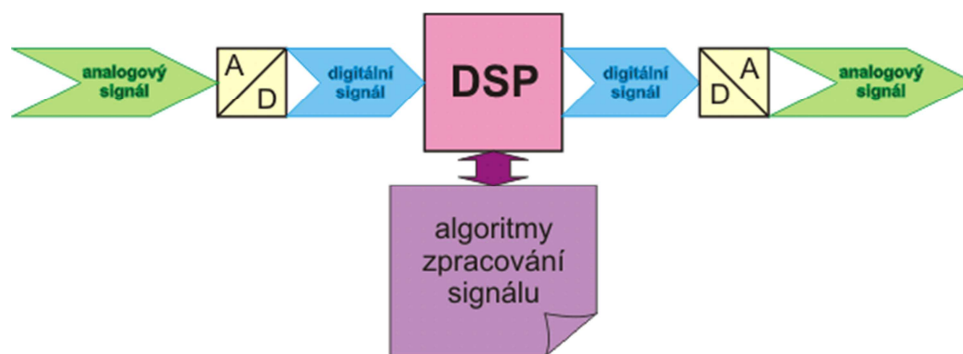 analogový
signál
A
D
digitální
signál
DSP
digitální
signál
A
D
analogový
signál
algoritmy
zpracování
signálu